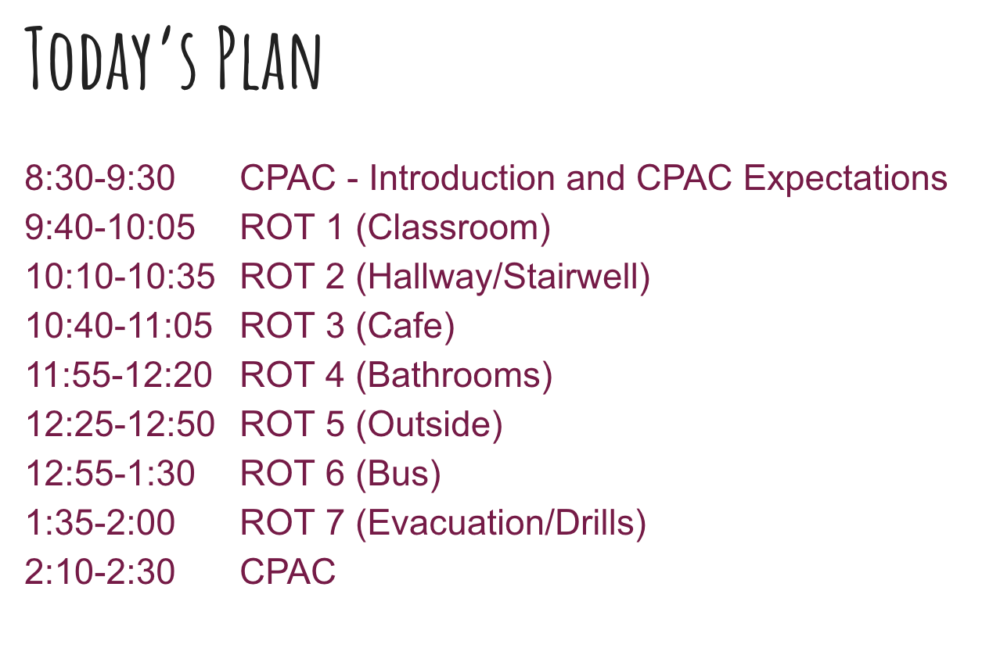 Today's Plan
8:30-9:30 CPAC - Introduction and CPAC Expectations
9:40-10:05 ROT 1 (Classroom)
10:10-10:35 ROT 2 (Hallway/Stairwell)
10:40-11:05 ROT 3 (Cafe)
11:55-12:20 ROT 4 (Bathrooms)
12:25-12:50 ROT 5 (Outside)
12:55-1:30 ROT 6 (Bus)
1:35-2:00 ROT 7 (Evacuation/Drills)
2:10-2:30 CPAC